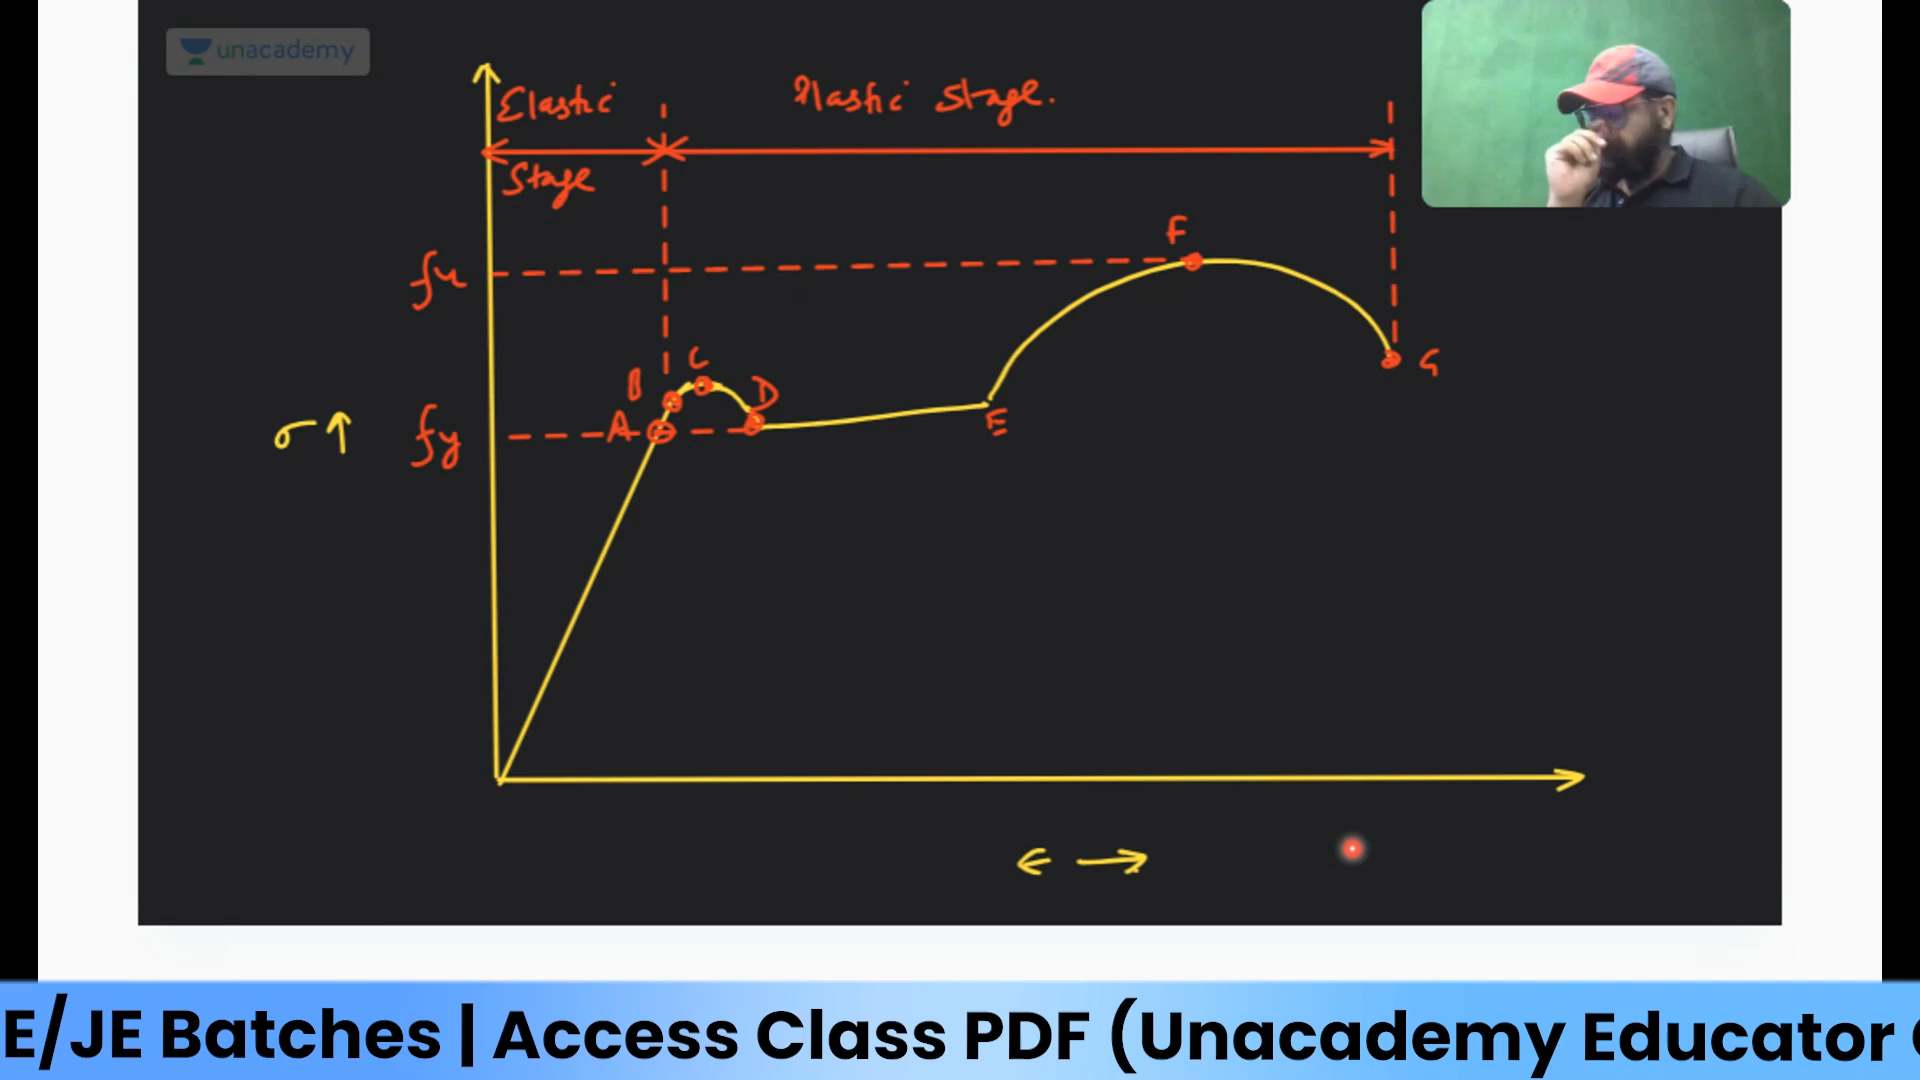 unacademy
Elastic
Plastic Stage.
Stage
F
fu
C
B
D
G
A
E
σ↑ fy
ϵ →
E/JE Batches | Access Class PDF (Unacademy Educator